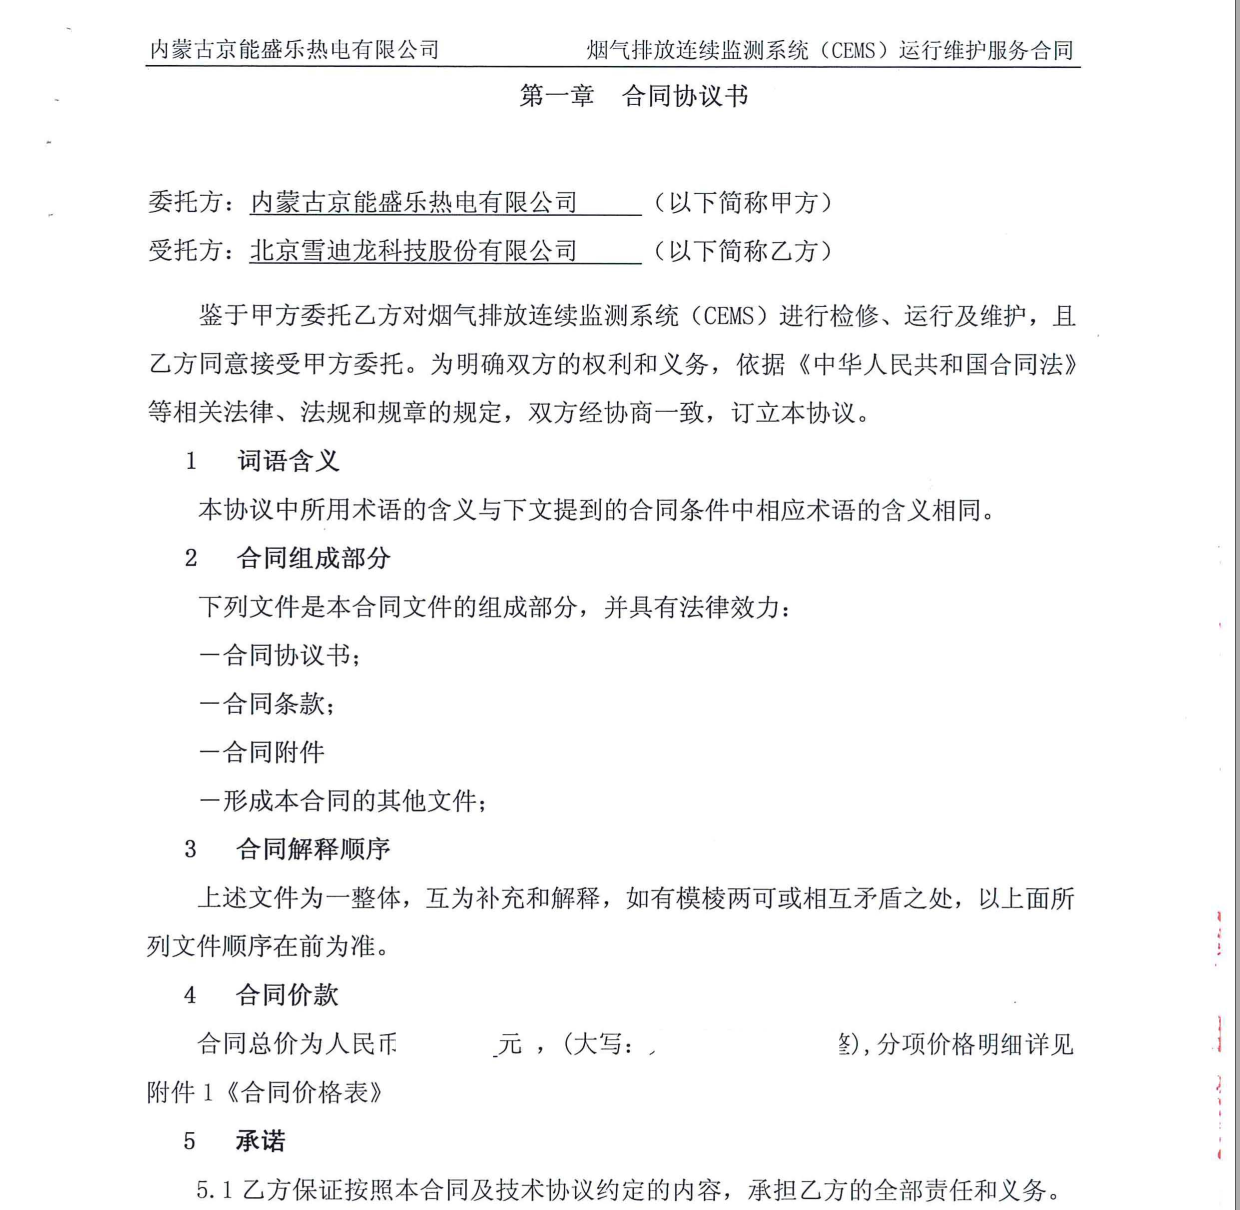 内蒙古京能盛乐热电有限公司 烟气排放连续监测系统（CEMS）运行维护服务合同
第一章 合同协议书
委托方：内蒙古京能盛乐热电有限公司 （以下简称甲方）
受托方：北京雪迪龙科技股份有限公司 （以下简称乙方）
鉴于甲方委托乙方对烟气排放连续监测系统（CEMS）进行检修、运行及维护，且
乙方同意接受甲方委托。为明确双方的权利和义务，依据《中华人民共和国合同法》
等相关法律、法规和规章的规定，双方经协商一致，订立本协议。
1 词语含义
本协议中所用术语的含义与下文提到的合同条件中相应术语的含义相同。
2 合同组成部分
下列文件是本合同文件的组成部分，并具有法律效力：
—合同协议书；
—合同条款；
—合同附件
—形成本合同的其他文件；
3 合同解释顺序
上述文件为一整体，互为补充和解释，如有模棱两可或相互矛盾之处，以上面所
列文件顺序在前为准。
4 合同价款
合同总价为人民币 元 ，（大写： ），分项价格明细详见
附件 1《合同价格表》
5 承诺
5.1 乙方保证按照本合同及技术协议约定的内容，承担乙方的全部责任和义务。